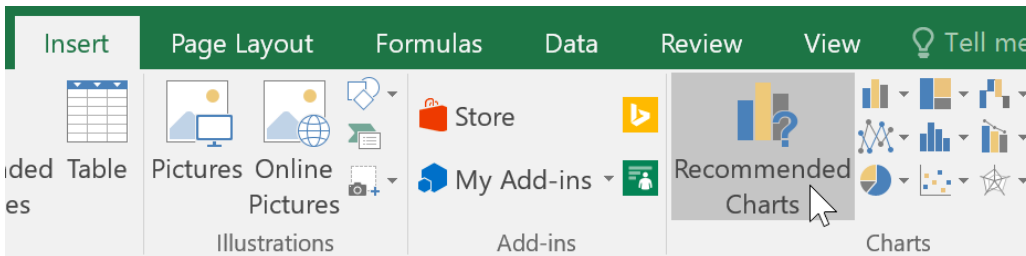 Insert Page Layout Formulas Data Review View Tell me
ded Table Pictures Online Store Recommended
es Pictures My Add-ins Charts
Illustrations Add-ins Charts